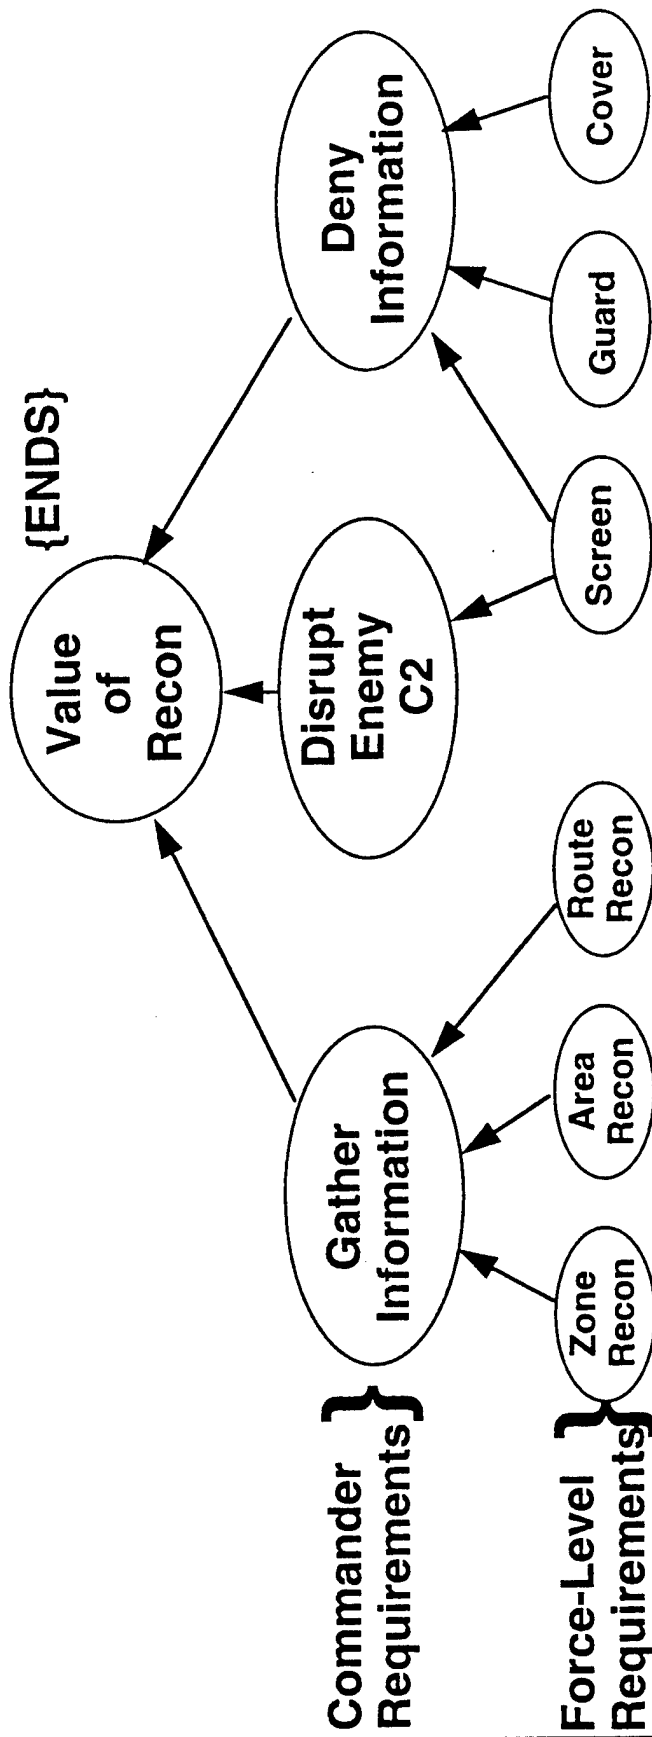 {ENDS}
Value
of
Recon
Commander
Requirements
}
Gather
Information
Disrupt
Enemy
C2
Deny
Information
Force-Level
Requirements
}
Zone
Recon
Area
Recon
Route
Recon
Screen
Guard
Cover